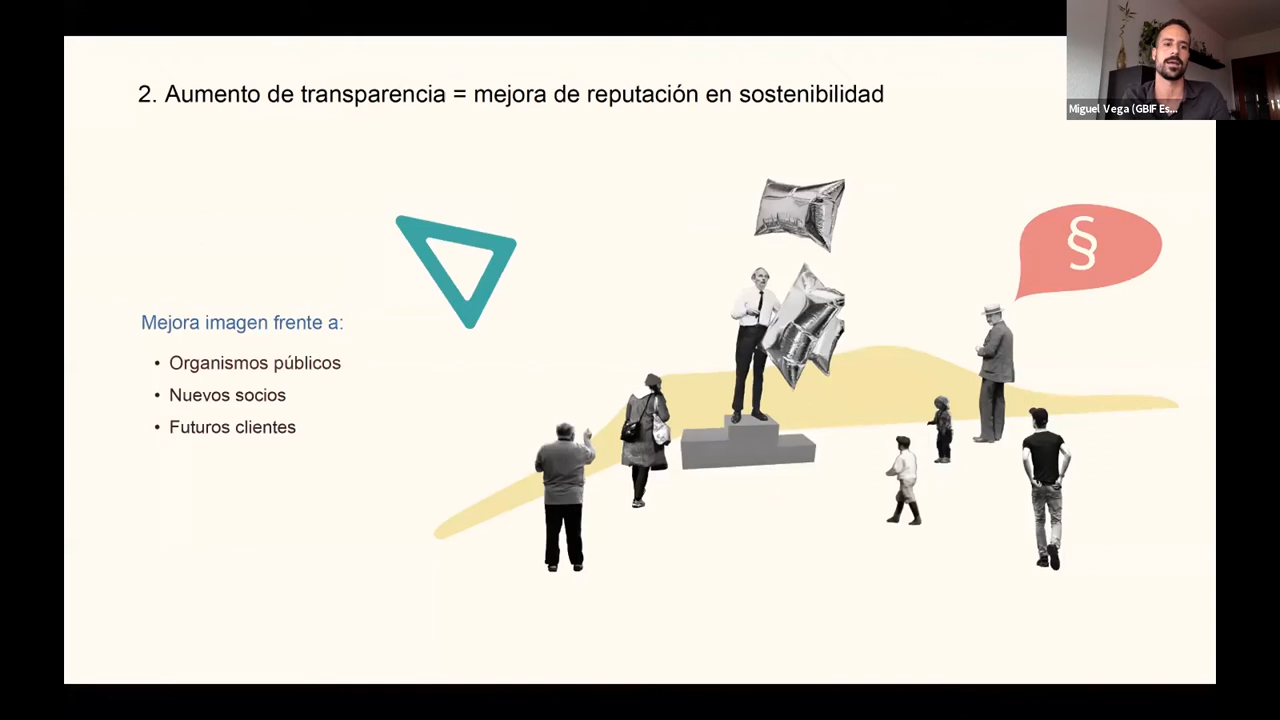 2. Aumento de transparencia = mejora de reputación en sostenibilidad
Miguel Vega (GBIF Es...
§
Mejora imagen frente a:
• Organismos públicos
• Nuevos socios
• Futuros clientes